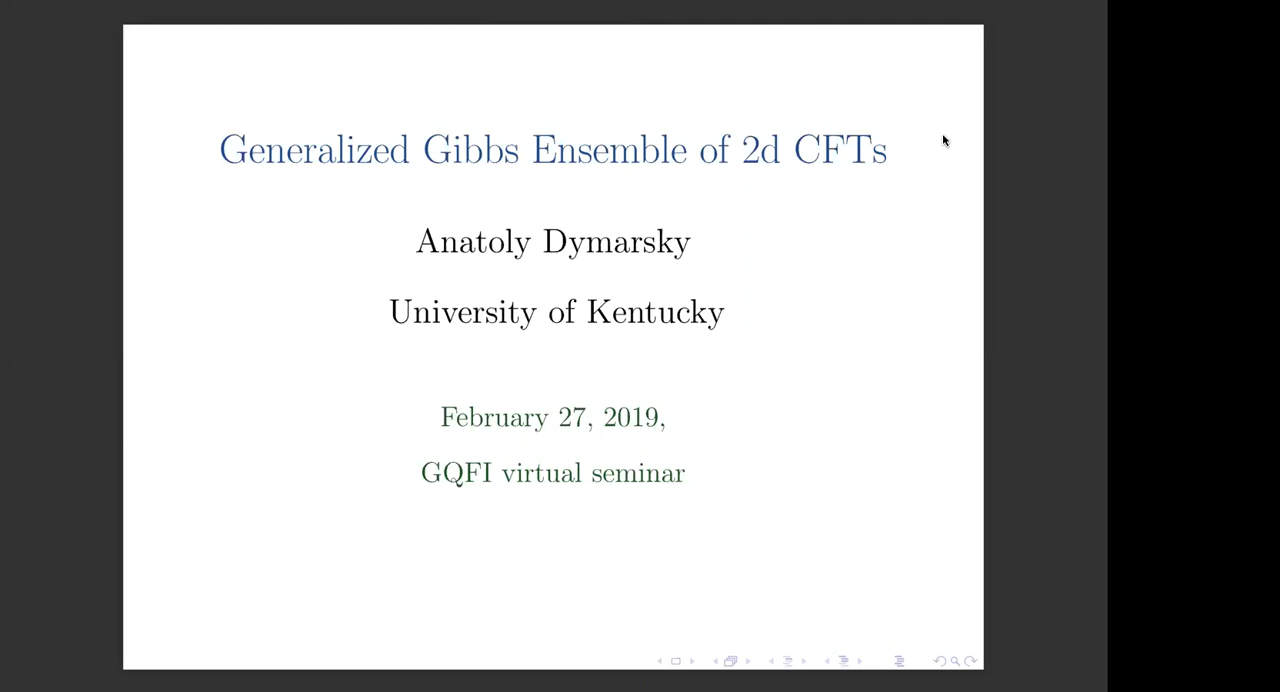 Generalized Gibbs Ensemble of 2d CFTs
Anatoly Dymarsky
University of Kentucky
February 27, 2019,
GQFI virtual seminar